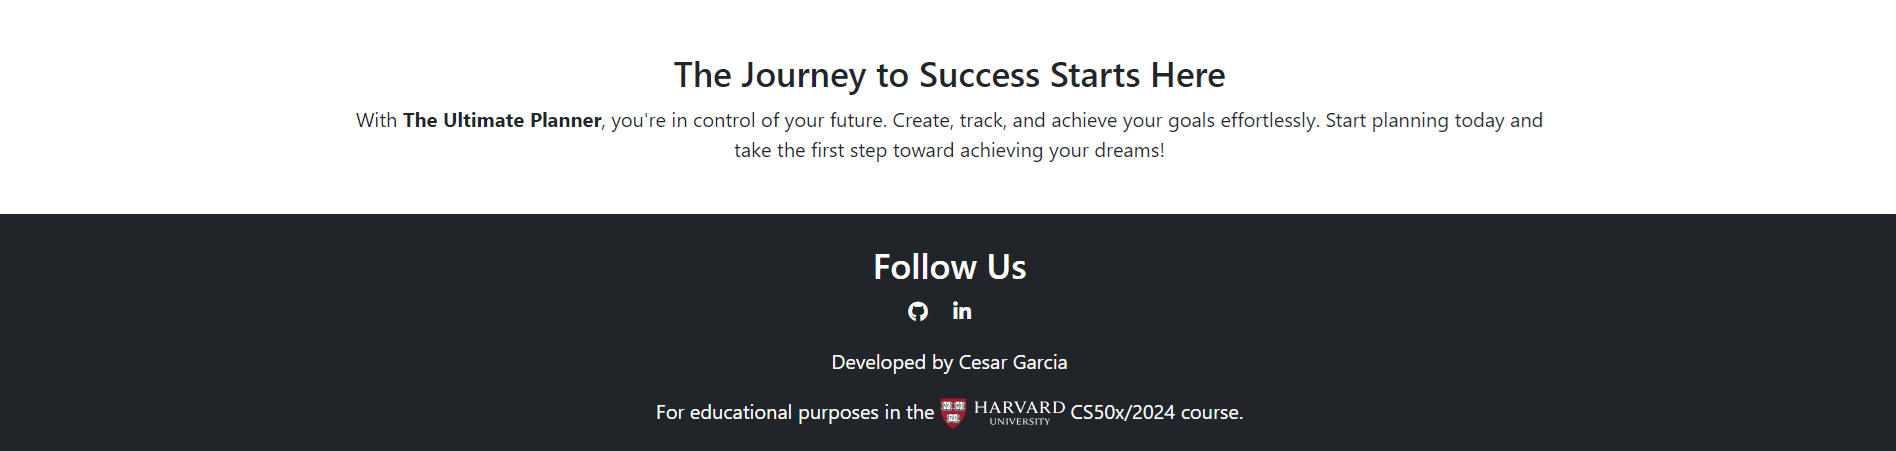 The Journey to Success Starts Here
With The Ultimate Planner, you're in control of your future. Create, track, and achieve your goals effortlessly. Start planning today and
take the first step toward achieving your dreams!
Follow Us
in
Developed by Cesar Garcia
For educational purposes in the HARVARD UNIVERSITY CS50x/2024 course.